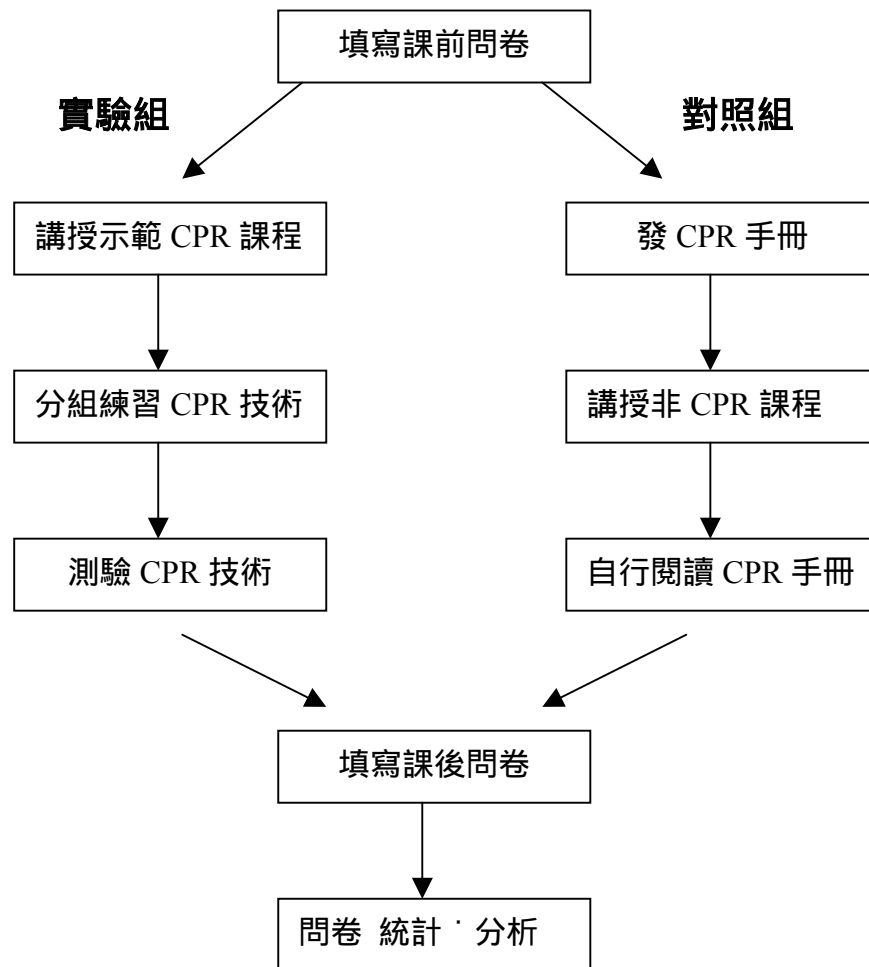 填寫課前問卷
實驗組
對照組
講授示範 CPR 課程
發 CPR 手冊
分組練習 CPR 技術
講授非 CPR 課程
測驗 CPR 技術
自行閱讀 CPR 手冊
填寫課後問卷
問卷 統計˙分析